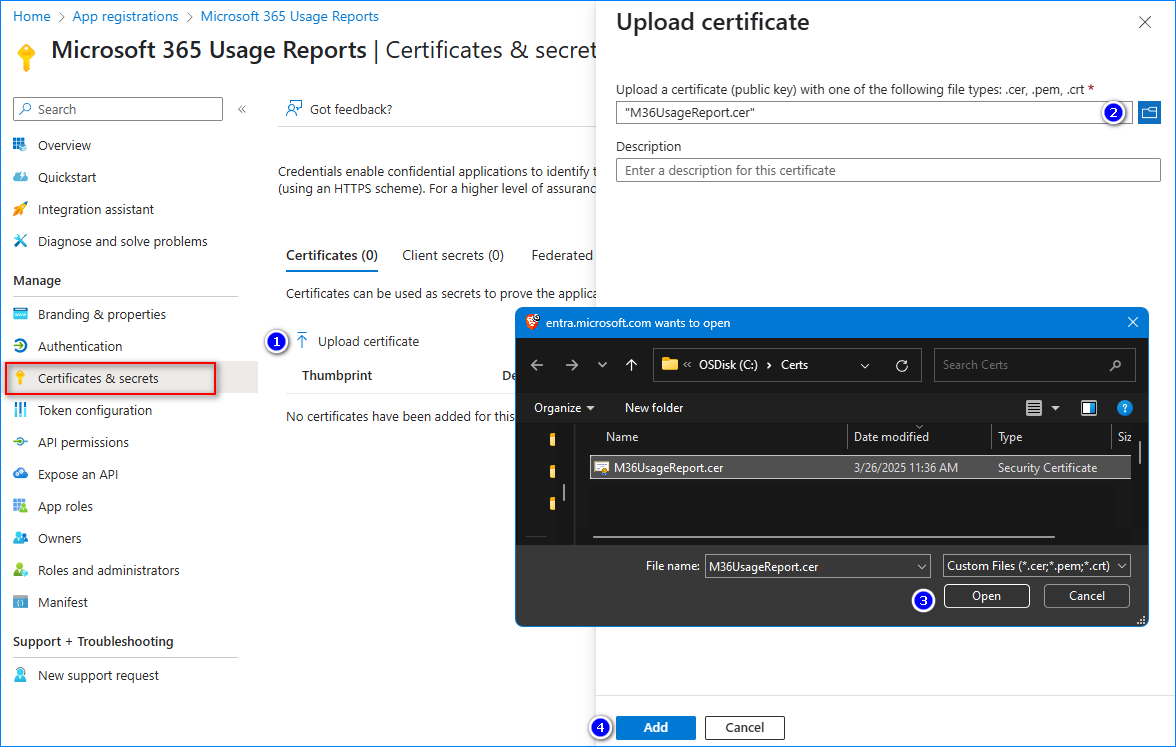 Home > App registrations > Microsoft 365 Usage Reports
Microsoft 365 Usage Reports | Certificates & secret
Search
«
Overview
Quickstart
Integration assistant
Diagnose and solve problems
Manage
Branding & properties
Authentication
Certificates & secrets
Token configuration
API permissions
Expose an API
App roles
Owners
Roles and administrators
Manifest
Support + Troubleshooting
New support request
Got feedback?
Credentials enable confidential applications to identify t
(using an HTTPS scheme). For a higher level of assuranc
Certificates (0) Client secrets (0) Federated
Certificates can be used as secrets to prove the applica
1 Upload certificate
Thumbprint De
No certificates have been added for this
Upload certificate
Upload a certificate (public key) with one of the following file types: .cer, .pem, .crt *
"M36UsageReport.cer" 2
Description
Enter a description for this certificate
entra.microsoft.com wants to open
« OSDisk (C:) > Certs
Search Certs
Organize New folder
Name Date modified Type Siz
M36UsageReport.cer 3/26/2025 11:36 AM Security Certificate
File name: M36UsageReport.cer Custom Files (*.cer;*.pem;*.crt)
3 Open Cancel
4 Add Cancel